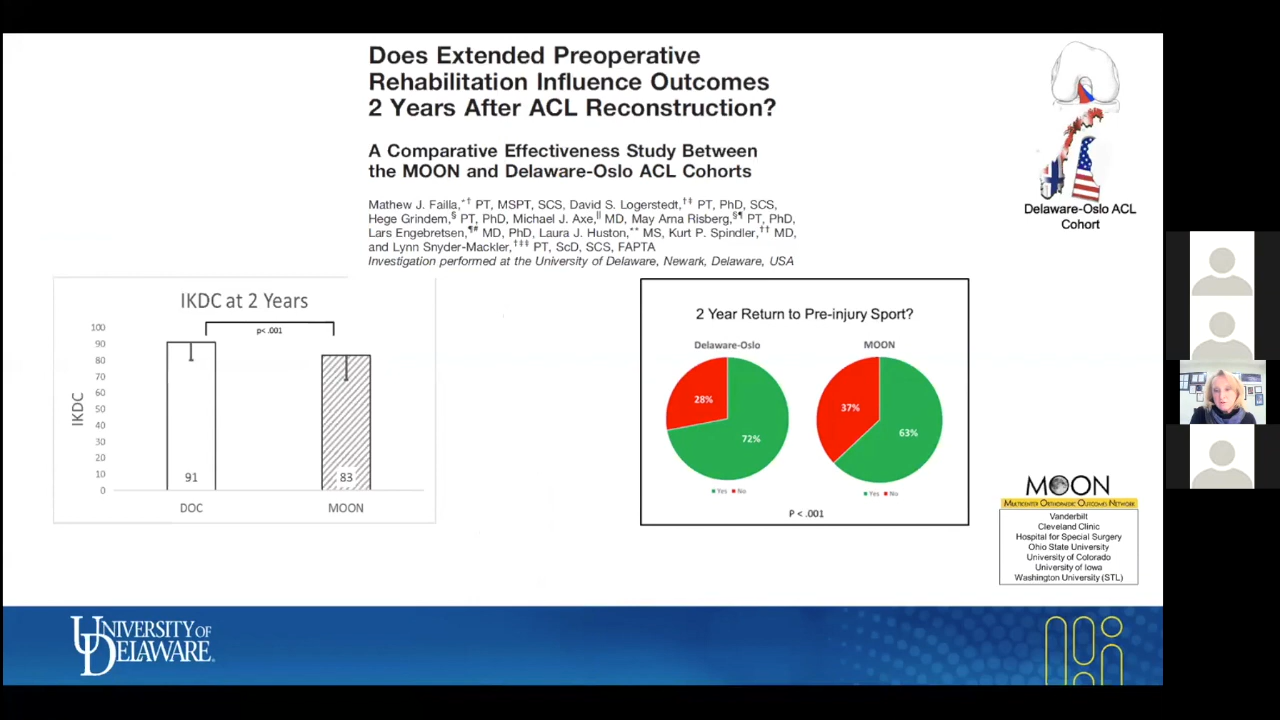 Does Extended Preoperative
Rehabilitation Influence Outcomes
2 Years After ACL Reconstruction?
A Comparative Effectiveness Study Between
the MOON and Delaware-Oslo ACL Cohorts
Mathew J. Failla,*† PT, MSPT, SCS, David S. Logerstedt,†‡ PT, PhD, SCS,
Hege Grindem,§ PT, PhD, Michael J. Axe,|| MD, May Arna Risberg,§¶ PT, PhD,
Lars Engebretsen,¶# MD, PhD, Laura J. Huston,** MS, Kurt P. Spindler,†† MD,
and Lynn Snyder-Mackler,†‡‡ PT, ScD, SCS, FAPTA
Investigation performed at the University of Delaware, Newark, Delaware, USA
Delaware-Oslo ACL
Cohort
IKDC at 2 Years
p< .001
100
90
80
70
60
50
40
30
20
10
0
IKDC
91
83
DOC
MOON
2 Year Return to Pre-injury Sport?
Delaware-Oslo
MOON
28%
72%
37%
63%
Yes No
Yes No
P < .001
MOON
MULTICENTER ORTHOPAEDIC OUTCOMES NETWORK
Vanderbilt
Cleveland Clinic
Hospital for Special Surgery
Ohio State University
University of Colorado
University of Iowa
Washington University (STL)
UNIVERSITY OF
DELAWARE.